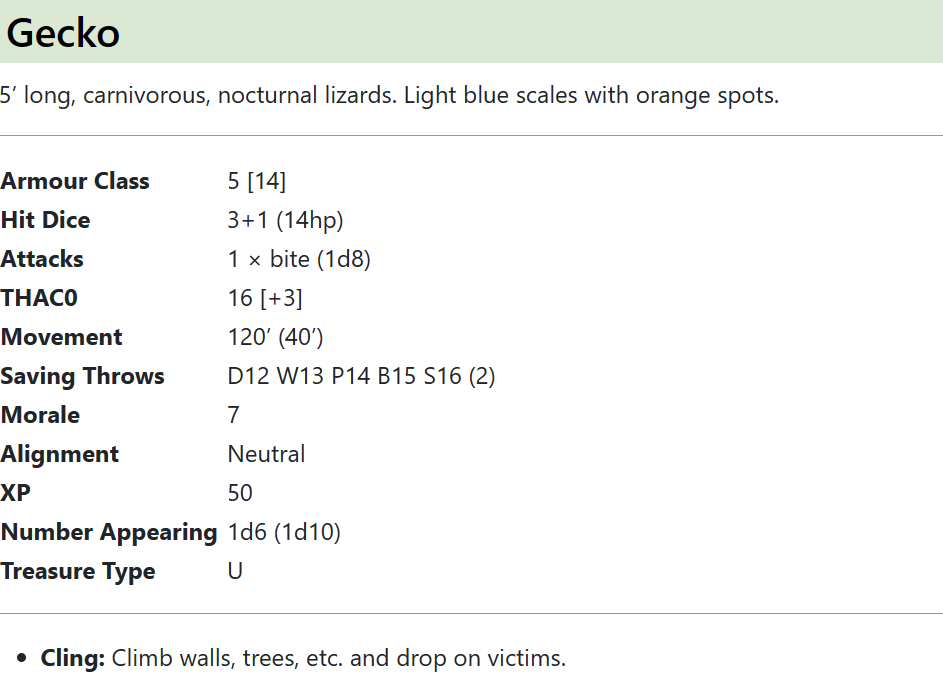 Gecko
5′ long, carnivorous, nocturnal lizards. Light blue scales with orange spots.
Armour Class 5 [14]
Hit Dice 3+1 (14hp)
Attacks 1 × bite (1d8)
THAC0 16 [+3]
Movement 120′ (40′)
Saving Throws D12 W13 P14 B15 S16 (2)
Morale 7
Alignment Neutral
XP 50
Number Appearing 1d6 (1d10)
Treasure Type U
• Cling: Climb walls, trees, etc. and drop on victims.